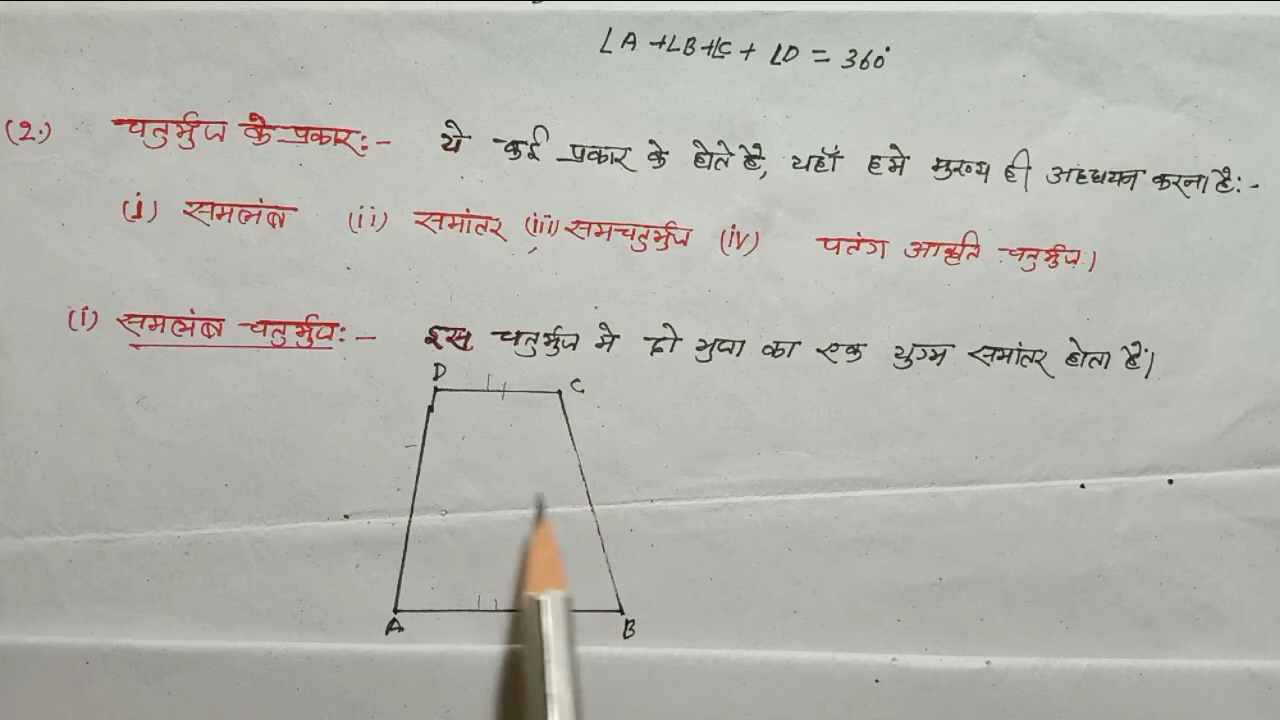 ∠A+∠B+∠C+ ∠D = 360°
(2.) चतुर्भुज के प्रकार:- ये कई प्रकार के होते है, यहाँ हमे मुख्य ही अध्ययन करना है:-
(i) समलंब (ii) समांतर (iii) समचतुर्भुज (iv) पतंग आकृति चतुर्भुज।
(i) समलंब चतुर्भुज:- इस चतुर्भुज मे दो भुजा का एक युग्म समांतर होता है।
D C
A B